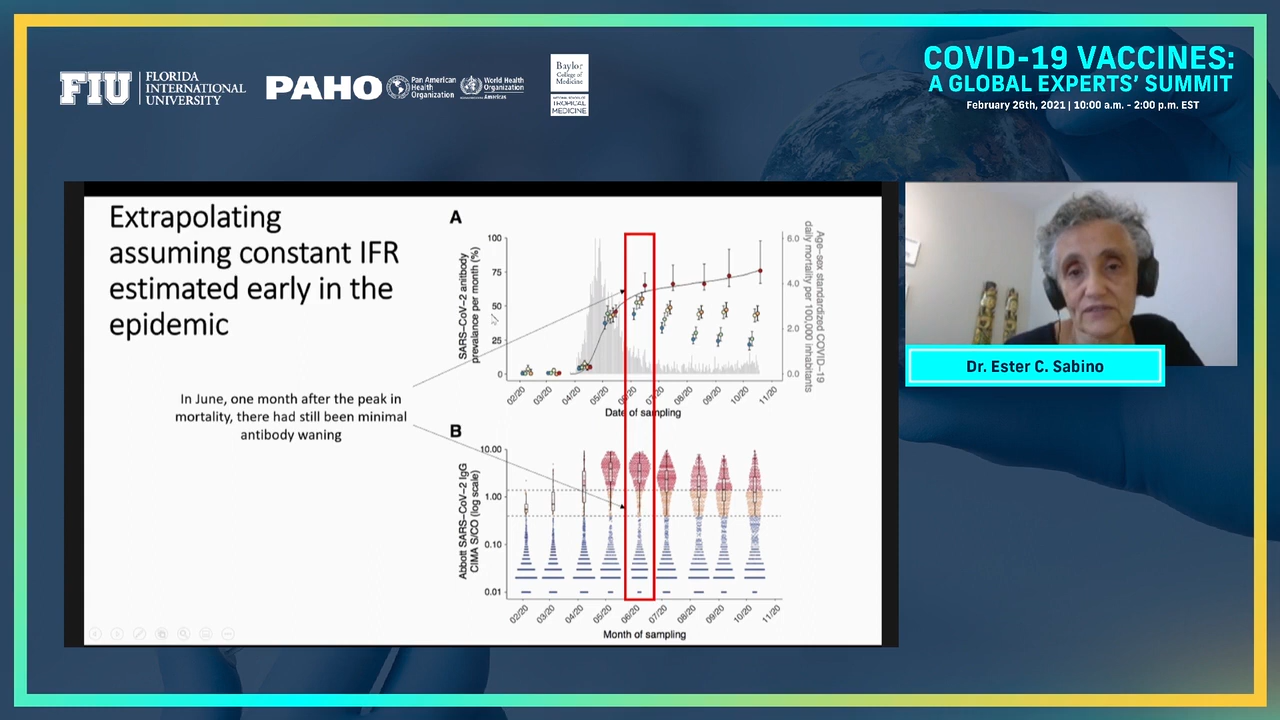 FIU
FLORIDA
INTERNATIONAL
UNIVERSITY
PAHO
Pan American
Health
Organization
World Health
Organization
Americas
Baylor
College of
Medicine
NATIONAL SCHOOL OF
TROPICAL
MEDICINE
COVID-19 VACCINES:
A GLOBAL EXPERTS' SUMMIT
February 26th, 2021 | 10:00 a.m. - 2:00 p.m. EST
Extrapolating
assuming constant IFR
estimated early in the
epidemic
In June, one month after the peak in
mortality, there had still been minimal
antibody waning
A
SARS-CoV-2 antibody
prevalence per month (%)
100
75
50
25
0
6.0
4.0
2.0
0.0
Age-sex standardized COVID-19
daily mortality per 100,000 inhabitants
02/20
03/20
04/20
05/20
06/20
07/20
08/20
09/20
10/20
11/20
Date of sampling
B
Abbott SARS-CoV-2 IgG
CIMA S/CO (log scale)
10.00
1.00
0.10
0.01
02/20
03/20
04/20
05/20
06/20
07/20
08/20
09/20
10/20
11/20
Month of sampling
Dr. Ester C. Sabino